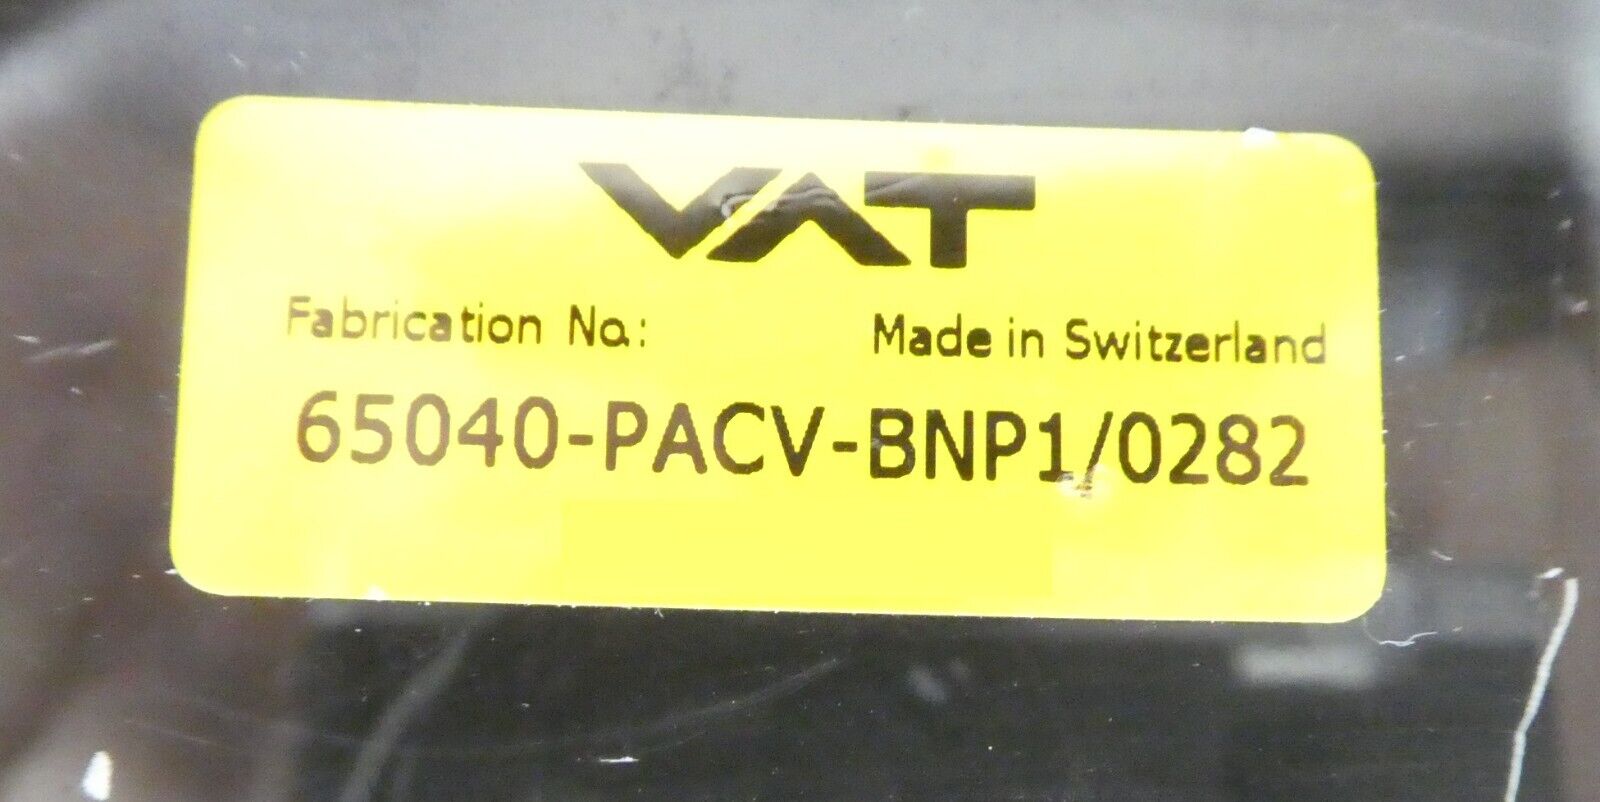 VAT
Fabrication No.: Made in Switzerland
65040-PACV-BNP1/0282